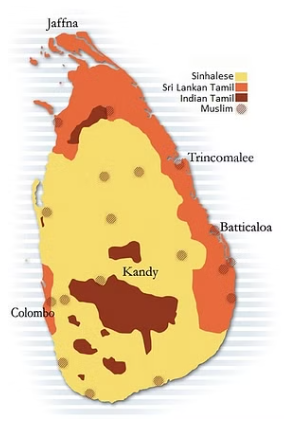 Jaffna
Sinhalese
Sri Lankan Tamil
Indian Tamil
Muslim
Trincomalee
Batticaloa
Kandy
Colombo